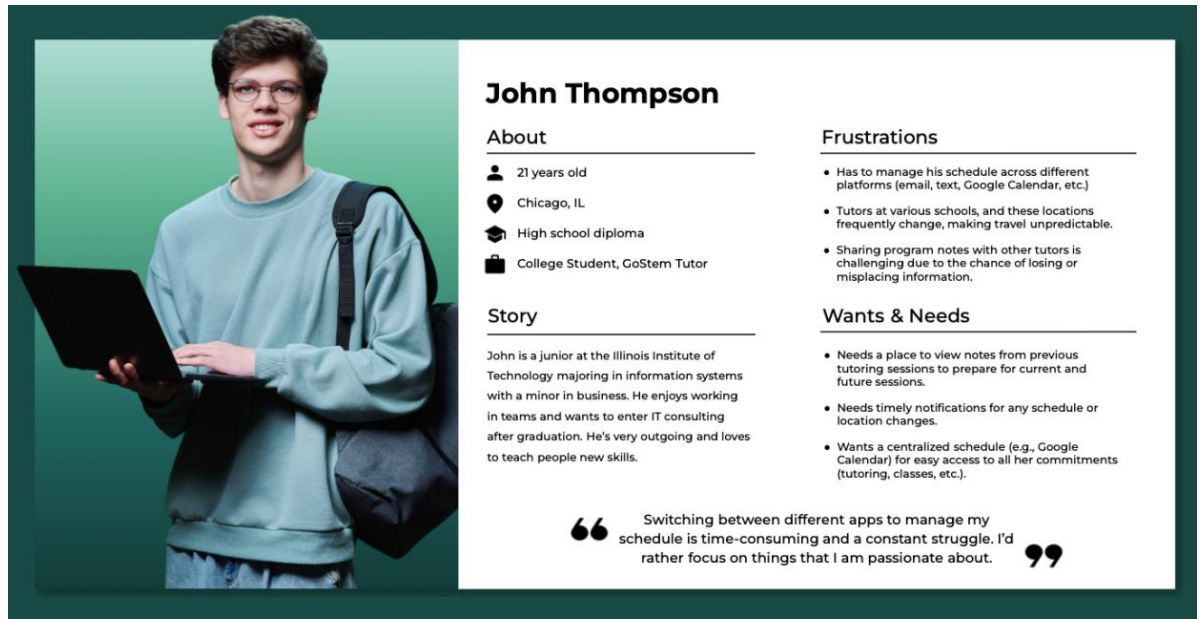 John Thompson
About
21 years old
Chicago, IL
High school diploma
College Student, GoStem Tutor
Story
John is a junior at the Illinois Institute of
Technology majoring in information systems
with a minor in business. He enjoys working
in teams and wants to enter IT consulting
after graduation. He's very outgoing and loves
to teach people new skills.
Frustrations
• Has to manage his schedule across different
platforms (email, text, Google Calendar, etc.)
• Tutors at various schools, and these locations
frequently change, making travel unpredictable.
• Sharing program notes with other tutors is
challenging due to the chance of losing or
misplacing information.
Wants & Needs
• Needs a place to view notes from previous
tutoring sessions to prepare for current and
future sessions.
• Needs timely notifications for any schedule or
location changes.
• Wants a centralized schedule (e.g., Google
Calendar) for easy access to all her commitments
(tutoring, classes, etc.).
“ Switching between different apps to manage my
schedule is time-consuming and a constant struggle. I'd
rather focus on things that I am passionate about. ”